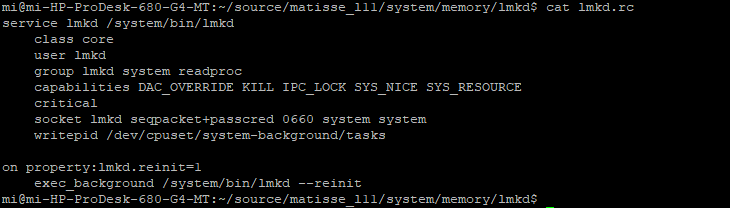 mi@mi-HP-ProDesk-680-G4-MT:~/source/matisse_l11/system/memory/lmkd$ cat lmkd.rc
service lmkd /system/bin/lmkd
    class core
    user lmkd
    group lmkd system readproc
    capabilities DAC_OVERRIDE KILL IPC_LOCK SYS_NICE SYS_RESOURCE
    critical
    socket lmkd seqpacket+passcred 0660 system system
    writepid /dev/cpuset/system-background/tasks

on property:lmkd.reinit=1
    exec_background /system/bin/lmkd --reinit
mi@mi-HP-ProDesk-680-G4-MT:~/source/matisse_l11/system/memory/lmkd$